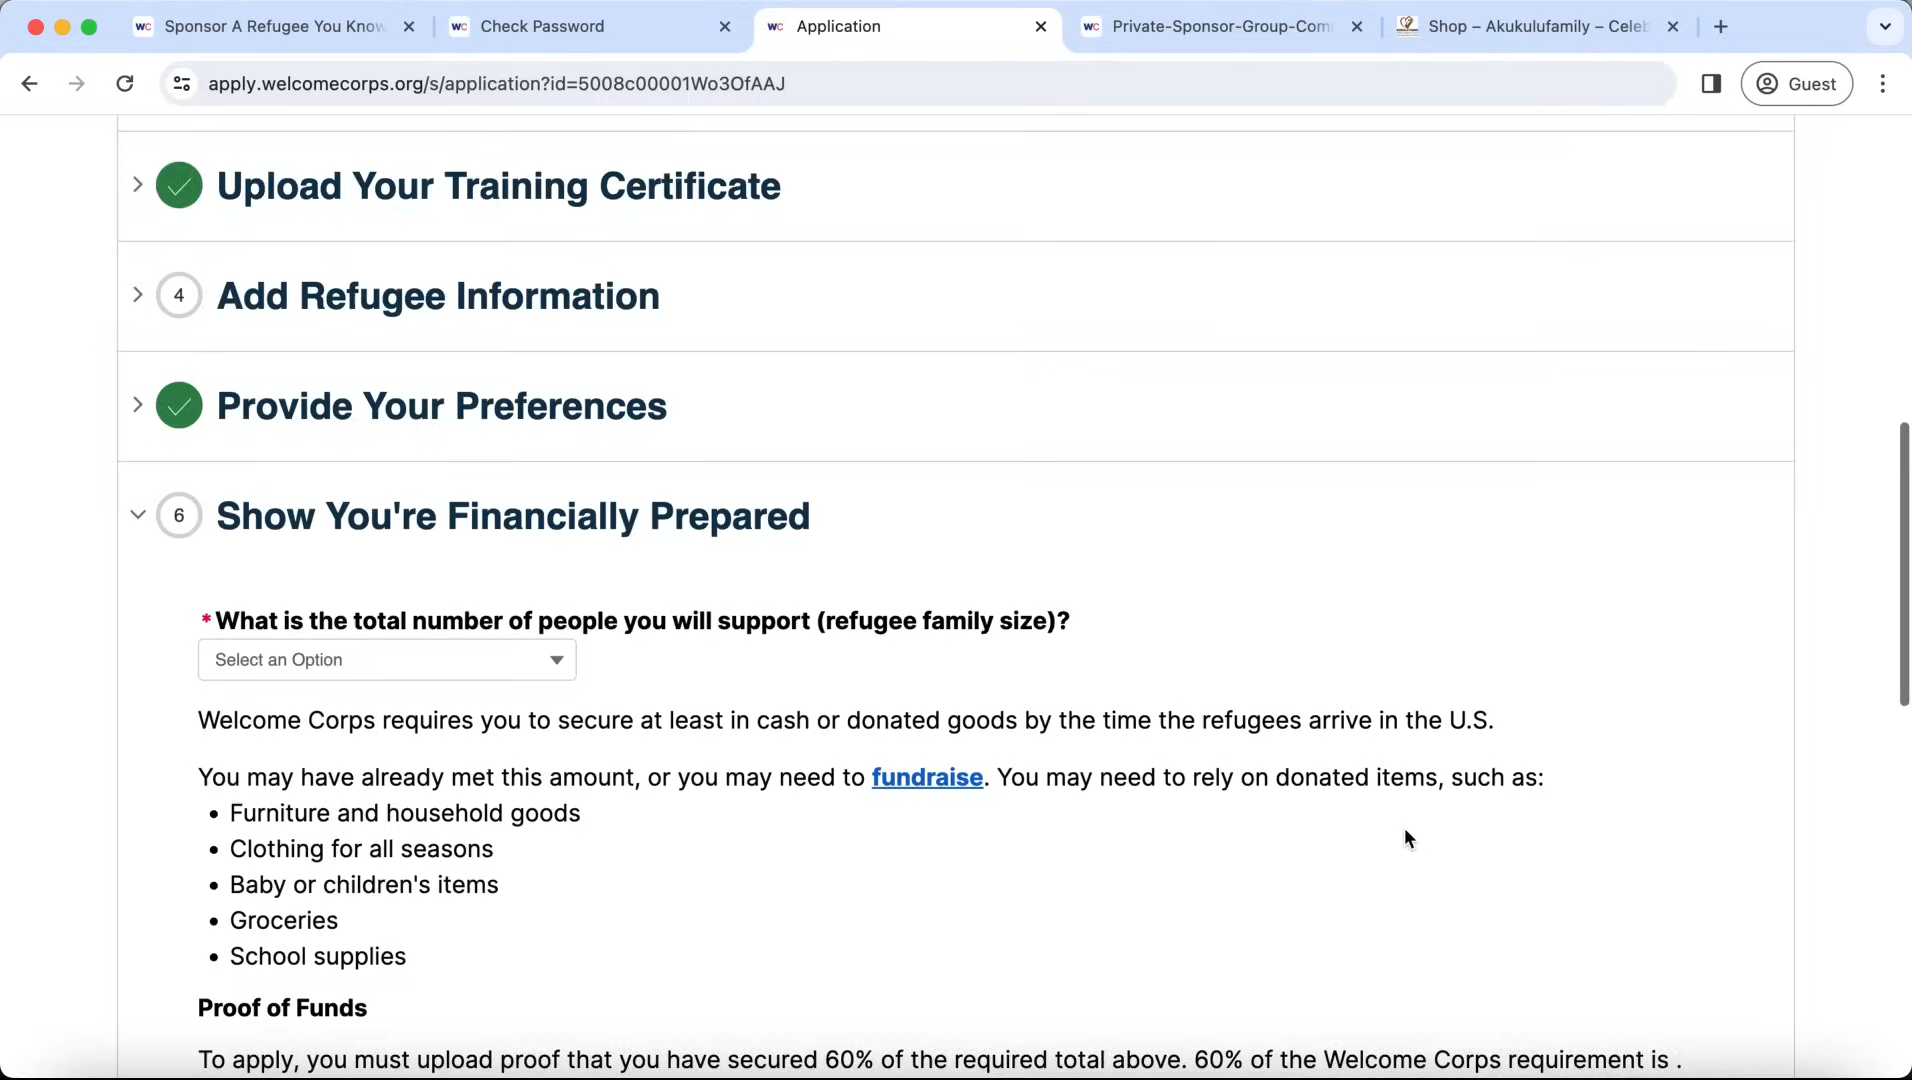 wc Sponsor A Refugee You Know
wc Check Password
wc Application
wc Private-Sponsor-Group-Com
Shop – Akukulufamily – Celeb
apply.welcomecorps.org/s/application?id=5008c00001Wo3OfAAJ
Guest
Upload Your Training Certificate
4 Add Refugee Information
Provide Your Preferences
6 Show You're Financially Prepared
*What is the total number of people you will support (refugee family size)?
Select an Option
Welcome Corps requires you to secure at least in cash or donated goods by the time the refugees arrive in the U.S.
You may have already met this amount, or you may need to fundraise. You may need to rely on donated items, such as:
• Furniture and household goods
• Clothing for all seasons
• Baby or children's items
• Groceries
• School supplies
Proof of Funds
To apply, you must upload proof that you have secured 60% of the required total above. 60% of the Welcome Corps requirement is .